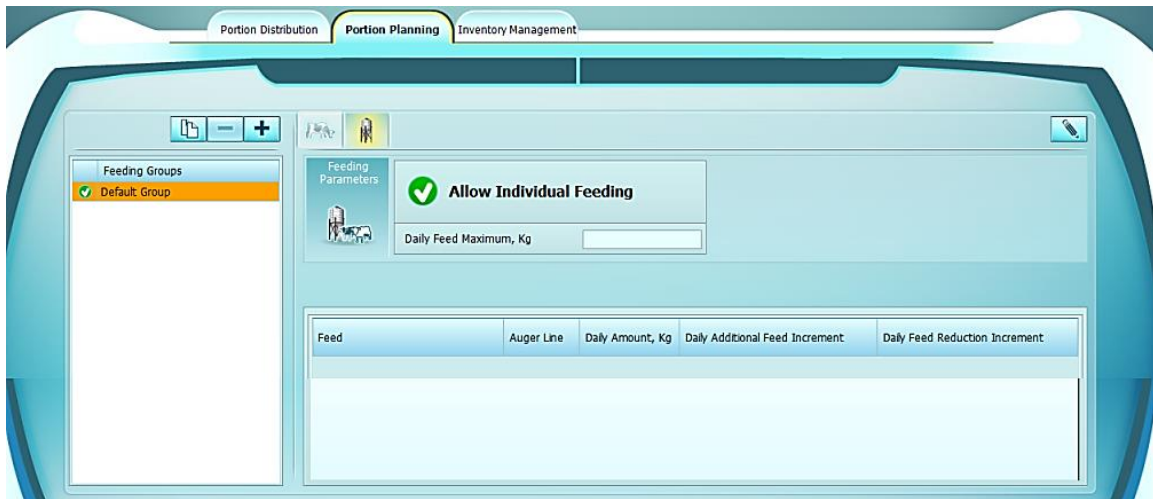 Portion Distribution Portion Planning Inventory Management
Feeding Groups
Default Group
Feeding
Parameters
Allow Individual Feeding
Daily Feed Maximum, Kg
Feed Auger Line Daily Amount, Kg Daily Additional Feed Increment Daily Feed Reduction Increment